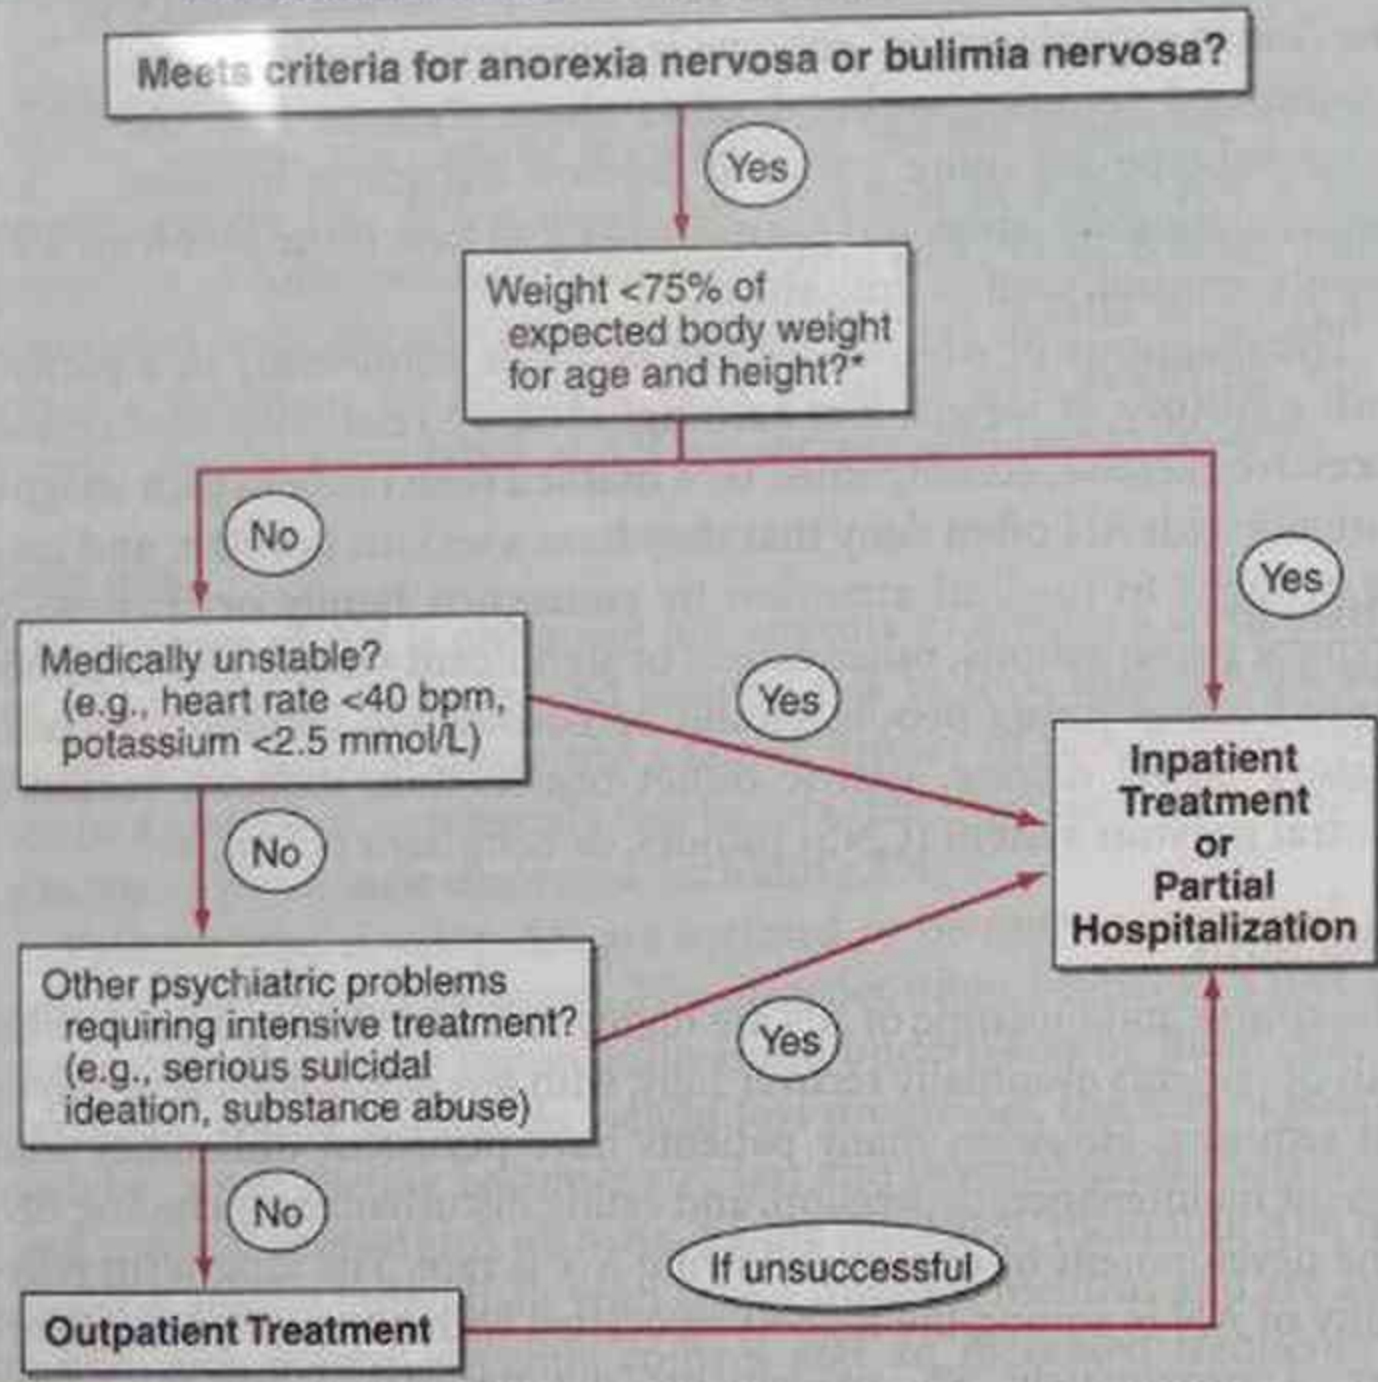 Meets criteria for anorexia nervosa or bulimia nervosa?
Yes
Weight <75% of
expected body weight
for age and height?*
No
Yes
Medically unstable?
(e.g., heart rate <40 bpm,
potassium <2.5 mmol/L)
Yes
Inpatient
Treatment
or
Partial
Hospitalization
No
Other psychiatric problems
requiring intensive treatment?
(e.g., serious suicidal
ideation, substance abuse)
Yes
No
If unsuccessful
Outpatient Treatment